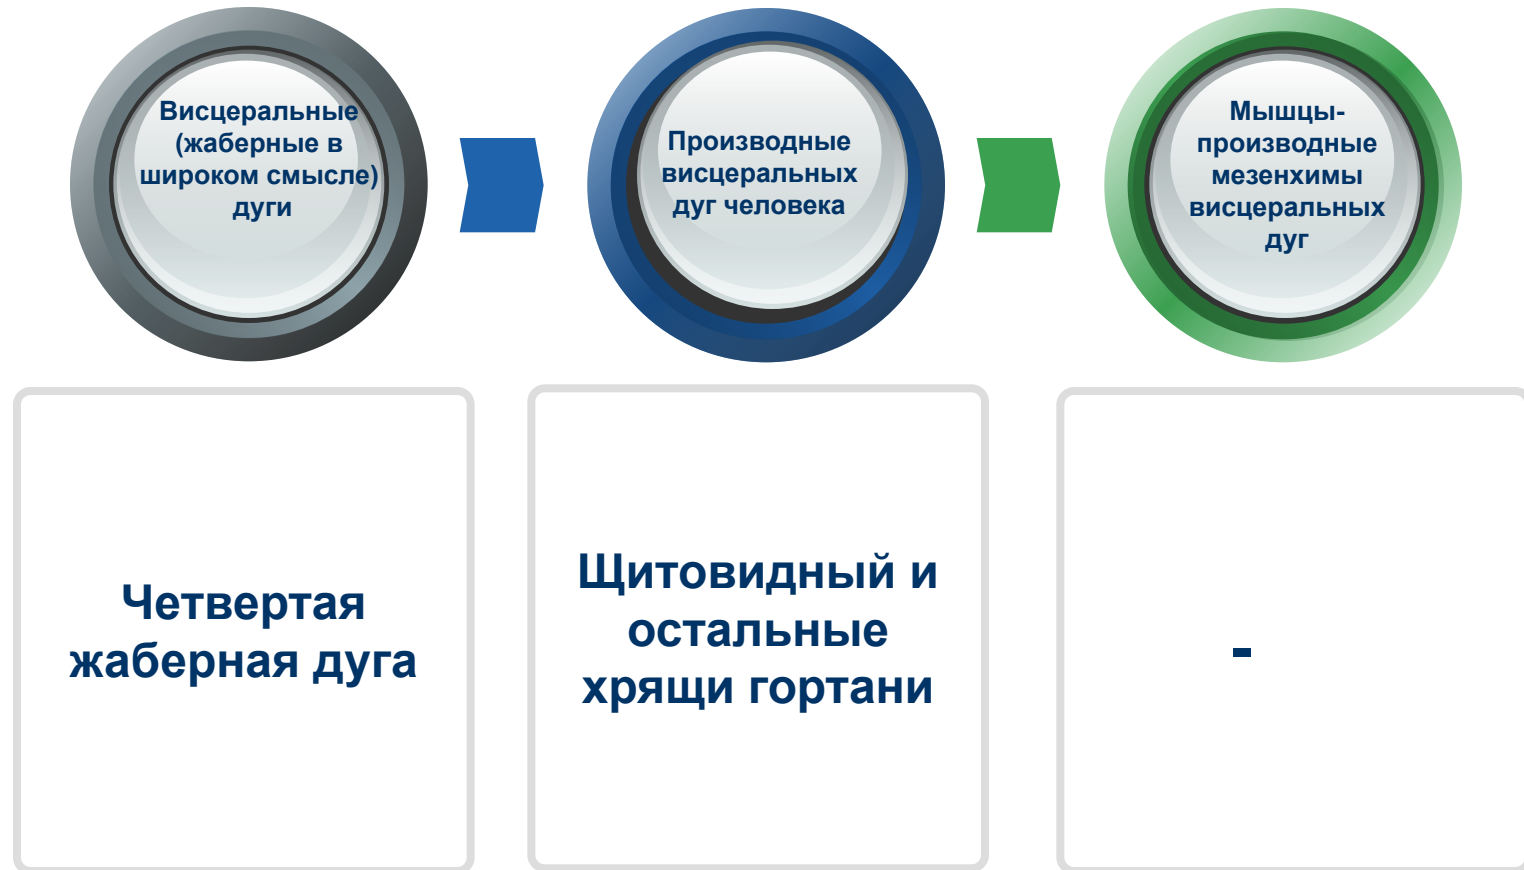 Висцеральные
(жаберные в
широком смысле)
дуги
Производные
висцеральных
дуг человека
Мышцы-
производные
мезенхимы
висцеральных
дуг
Четвертая
жаберная дуга
Щитовидный и
остальные
хрящи гортани
-